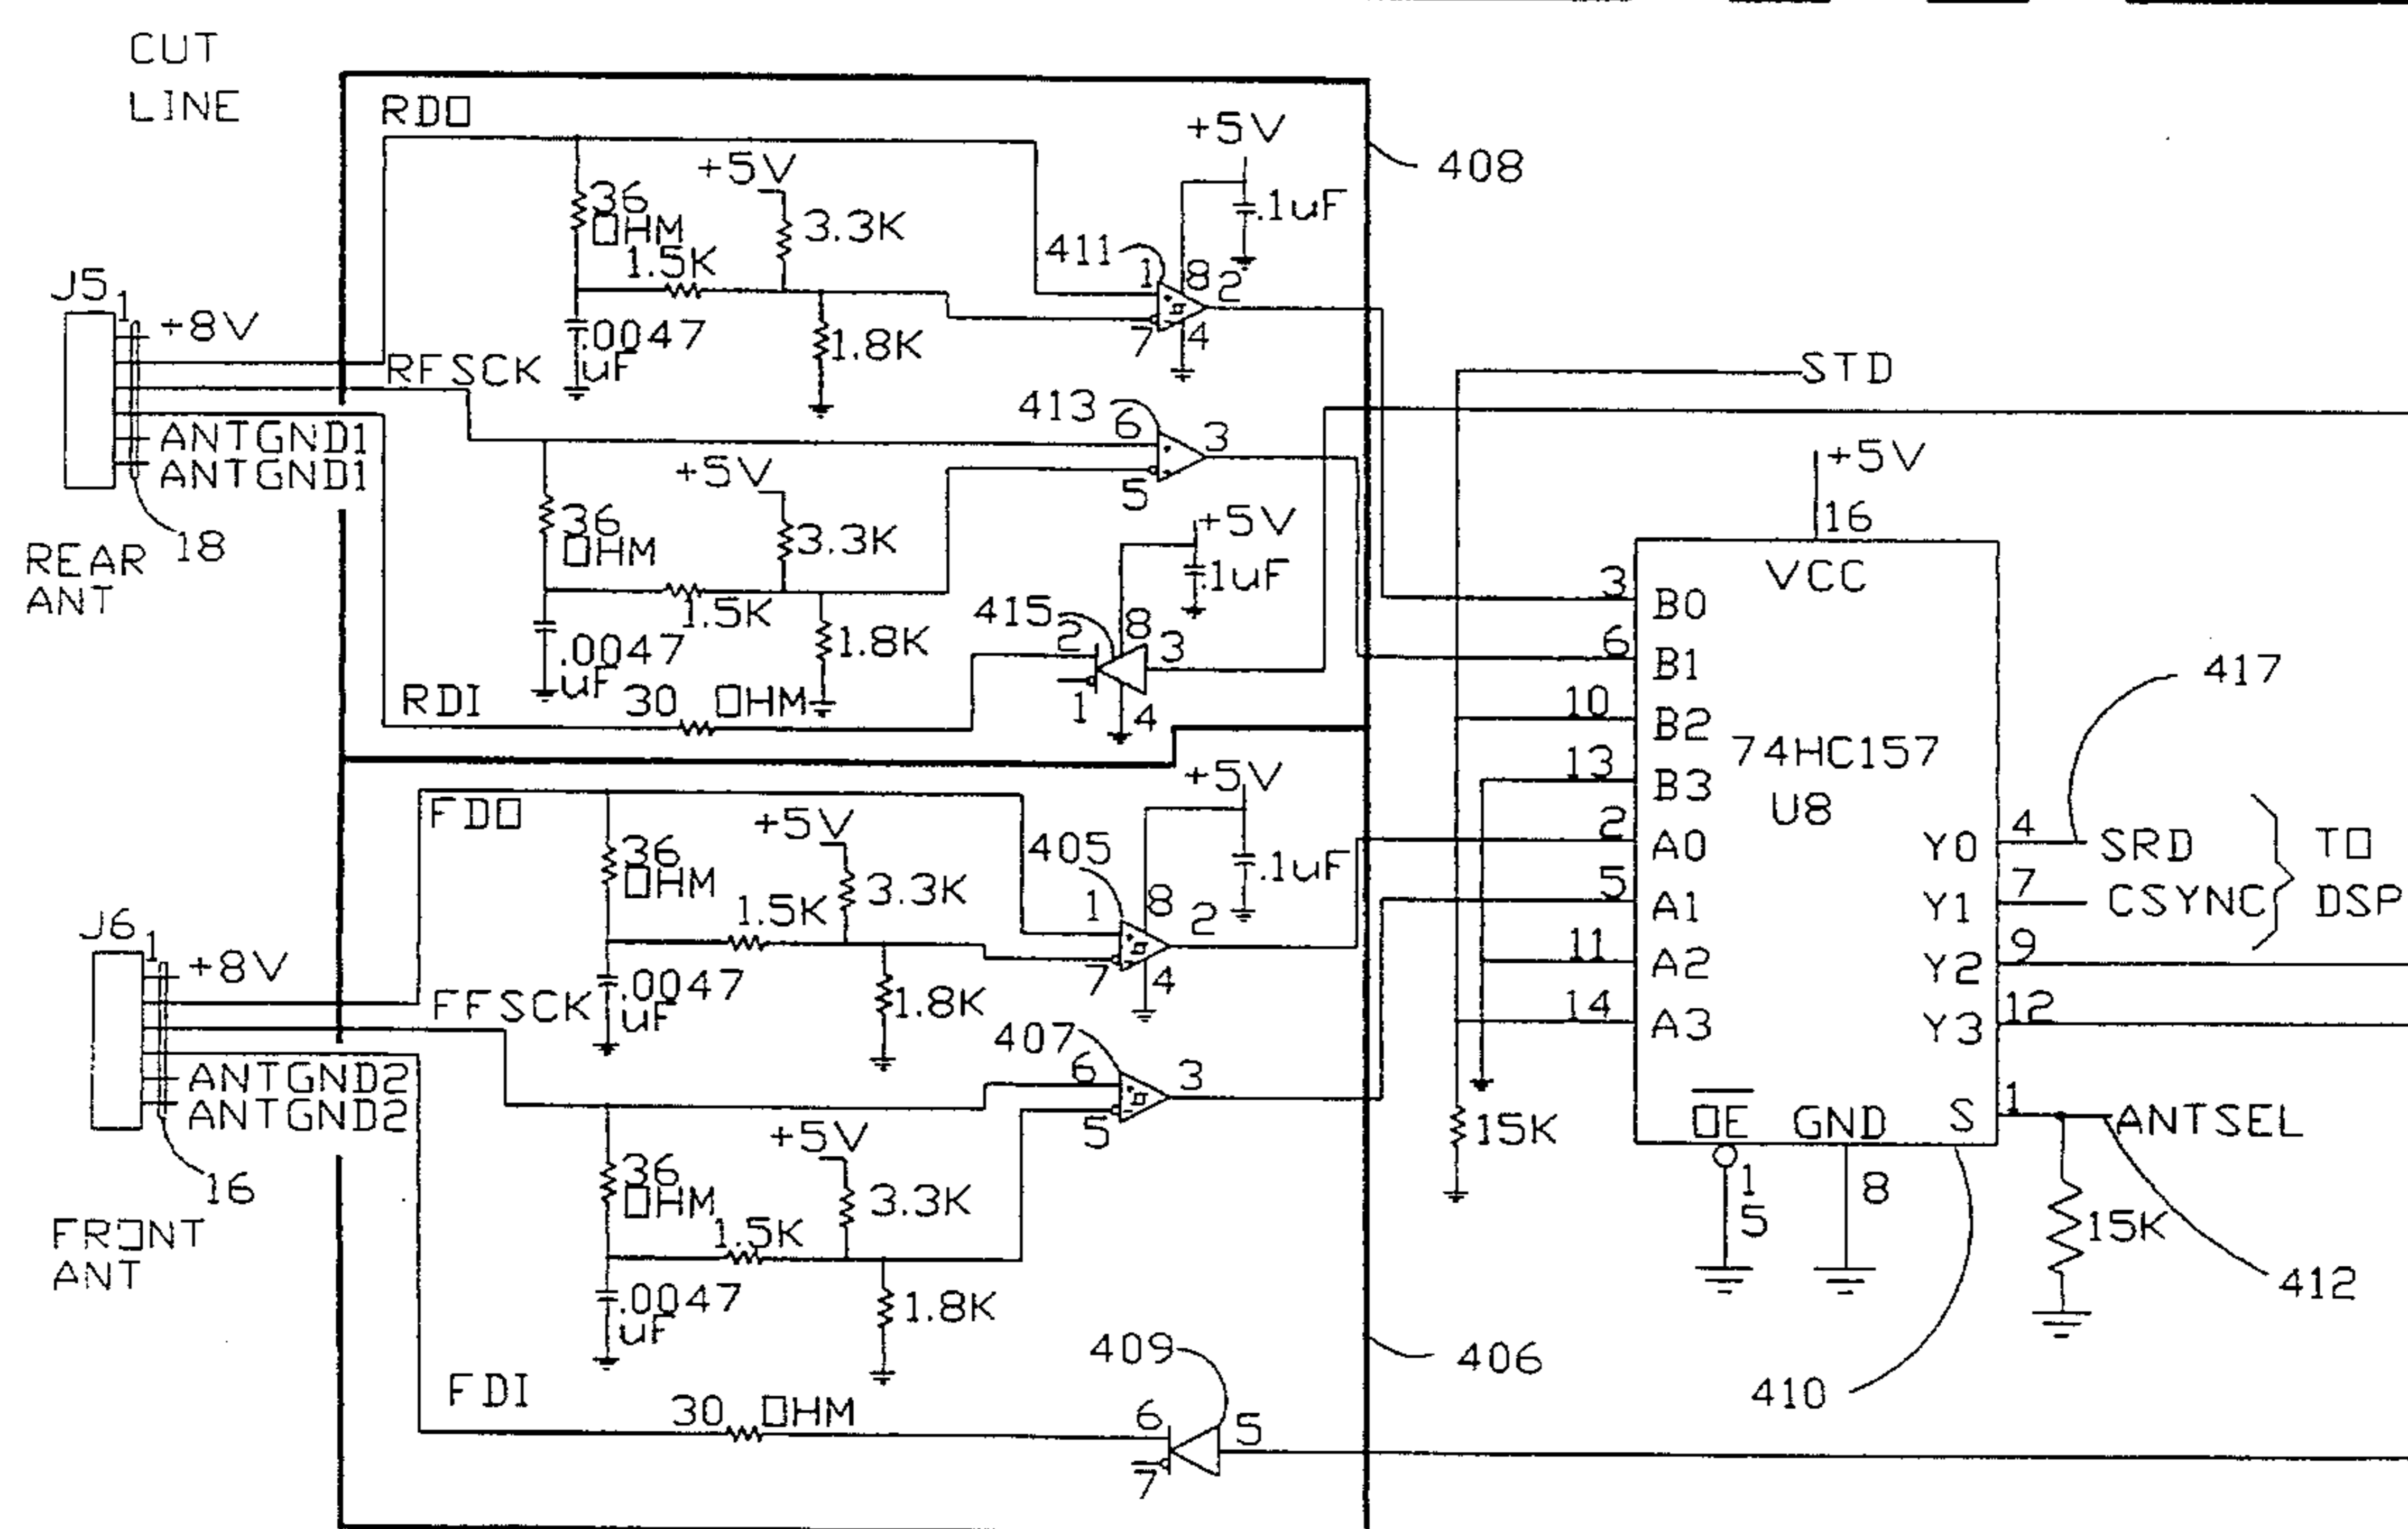 CUT
LINE
RDO
+5V
408
36
OHM
+5V
3.3K
.1uF
1.5K
411
1
8
2
J5
1
+8V
.0047
uF
1.8K
7
4
RFSCK
STD
413
6
3
ANTGND1
ANTGND1
+5V
5
+5V
18
36
OHM
3.3K
+5V
16
REAR
ANT
.1uF
VCC
1.5K
415
2
8
3
3
B0
.0047
uF
1.8K
6
B1
417
RDI
30 OHM
1
4
10
B2
74HC157
U8
13
B3
+5V
FDO
+5V
2
A0
Y0
4
SRD
TO
DSP
36
OHM
3.3K
405
.1uF
1.5K
1
8
2
5
A1
Y1
7
CSYNC
J6
1
+8V
.0047
uF
1.8K
7
4
11
A2
Y2
9
FFSCK
14
A3
Y3
12
407
6
3
ANTGND2
ANTGND2
5
15K
OE
GND
S
1
ANTSEL
+5V
16
36
OHM
3.3K
1
5
8
15K
FRONT
ANT
1.5K
412
.0047
uF
1.8K
409
406
410
FDI
30 OHM
6
5
7